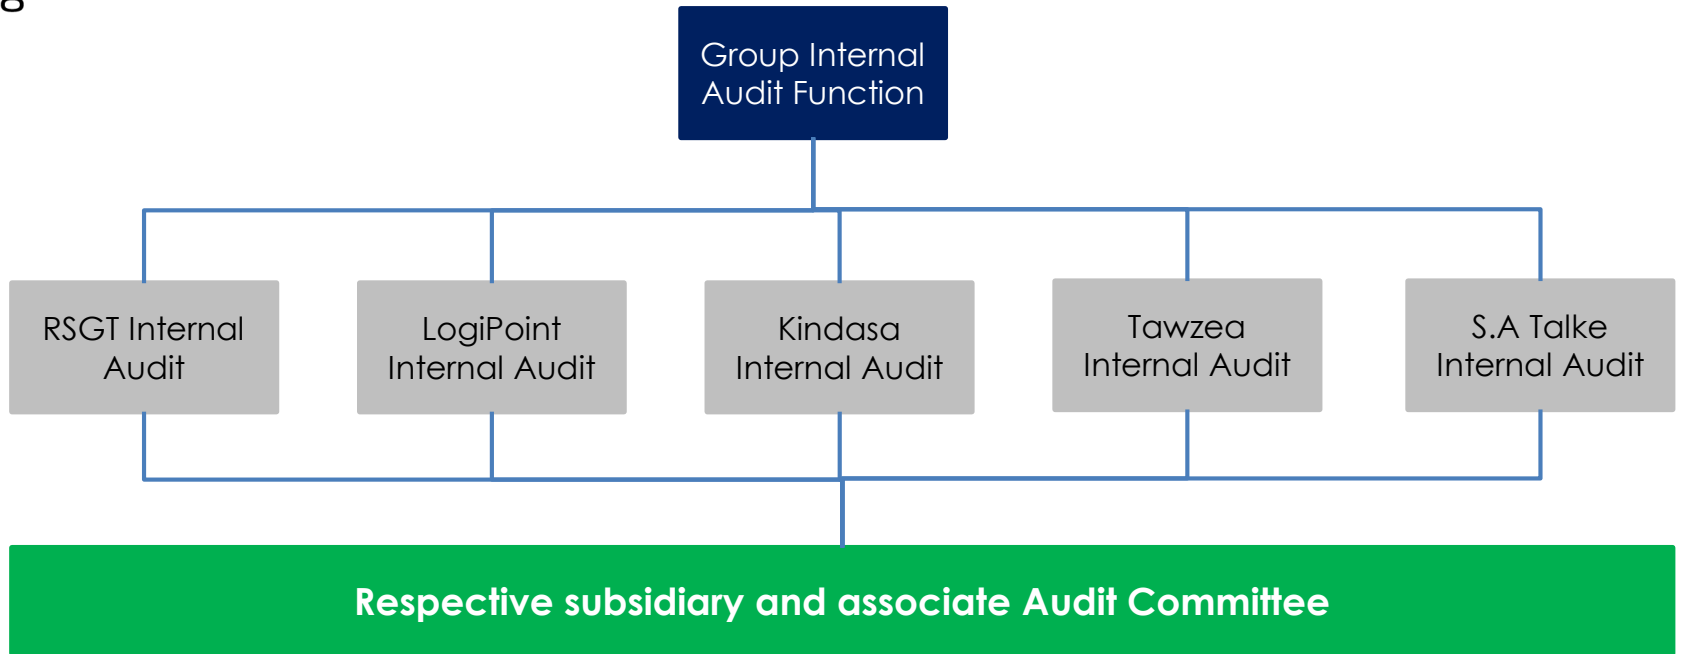 g
Group Internal
Audit Function
RSGT Internal
Audit
LogiPoint
Internal Audit
Kindasa
Internal Audit
Tawzea
Internal Audit
S.A Talke
Internal Audit
Respective subsidiary and associate Audit Committee